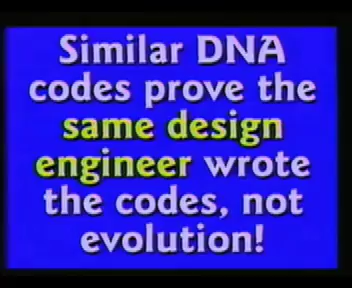 Similar DNA
codes prove the
same design
engineer wrote
the codes, not
evolution!